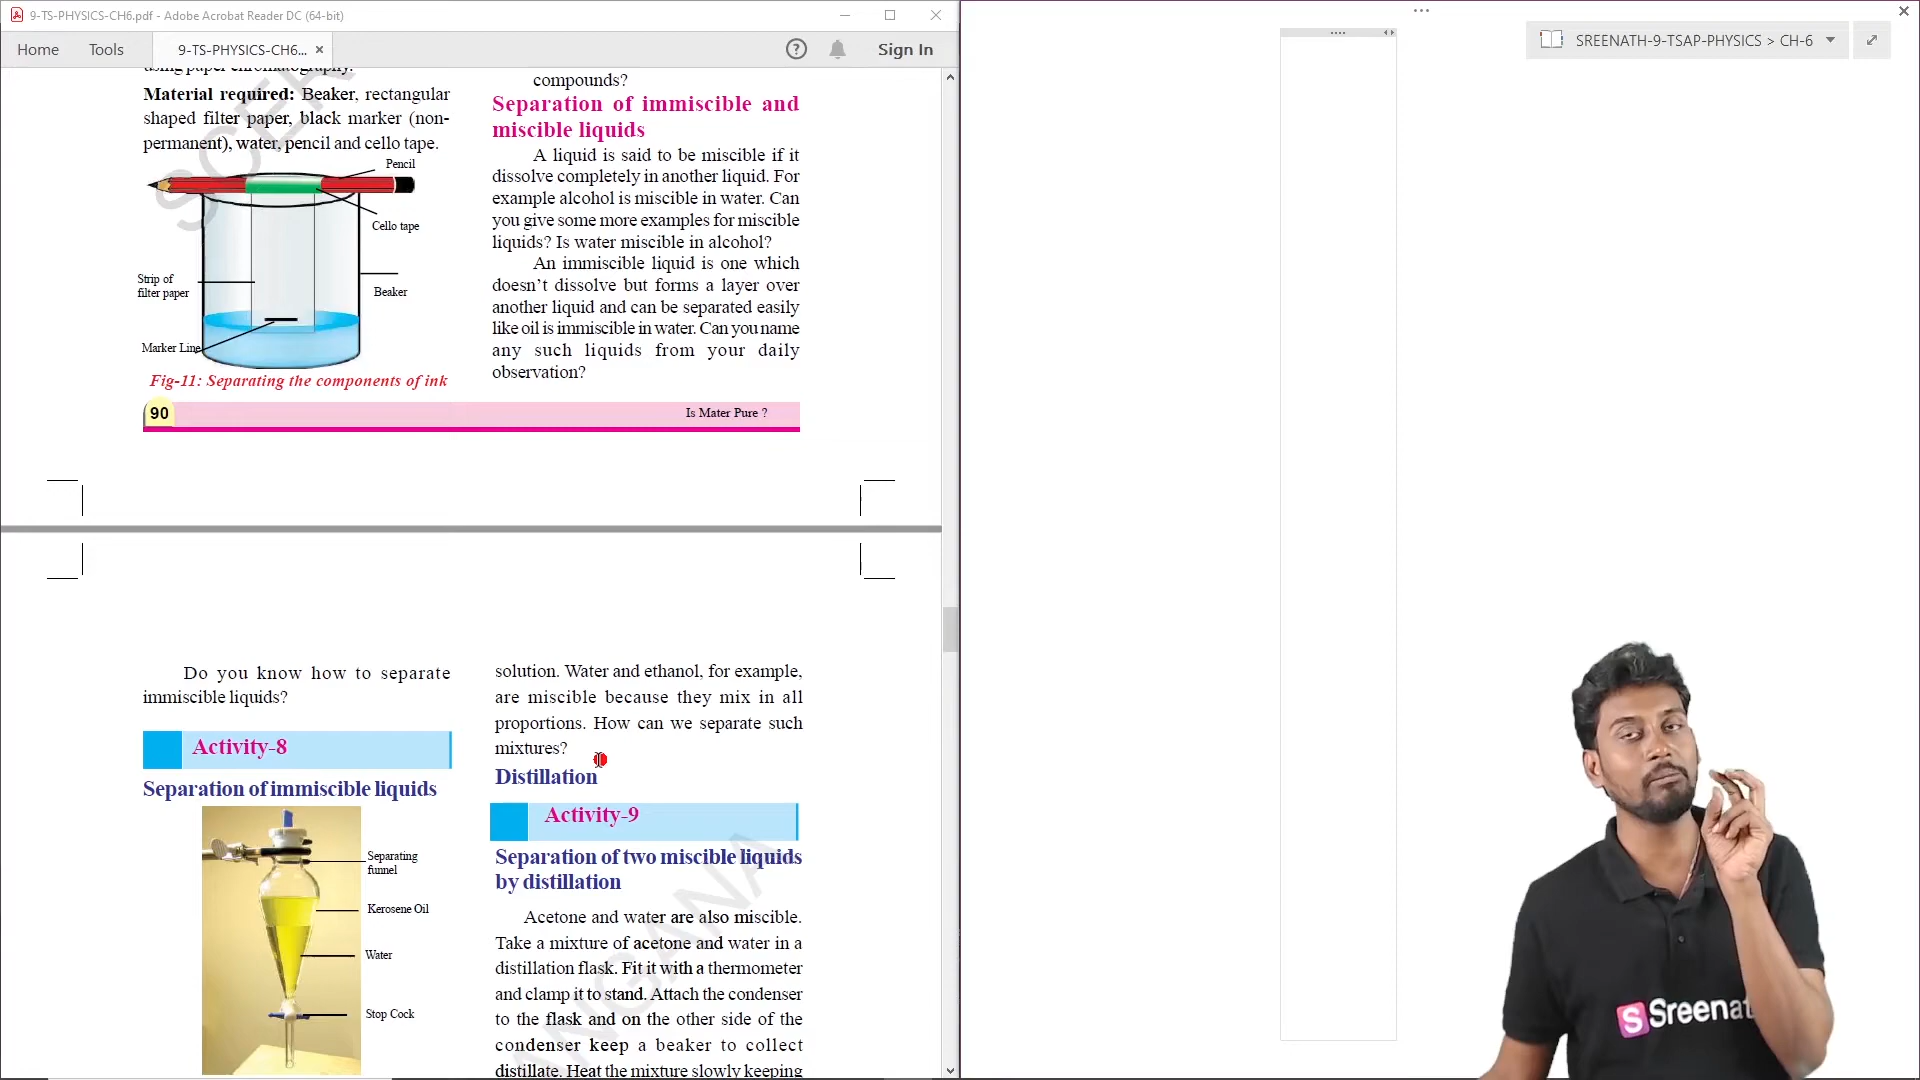 9-TS-PHYSICS-CH6.pdf - Adobe Acrobat Reader DC (64-bit)
Home
Tools
9-TS-PHYSICS-CH6...
Sign In
SREENATH-9-TSAP-PHYSICS > CH-6
using paper chromatography.
Material required: Beaker, rectangular
shaped filter paper, black marker (non-
permanent), water, pencil and cello tape.
Pencil
Cello tape
Strip of
filter paper
Beaker
Marker Line
Fig-11: Separating the components of ink
compounds?
Separation of immiscible and
miscible liquids
A liquid is said to be miscible if it
dissolve completely in another liquid. For
example alcohol is miscible in water. Can
you give some more examples for miscible
liquids? Is water miscible in alcohol?
An immiscible liquid is one which
doesn't dissolve but forms a layer over
another liquid and can be separated easily
like oil is immiscible in water. Can you name
any such liquids from your daily
observation?
90
Is Mater Pure ?
Do you know how to separate
immiscible liquids?
Activity-8
Separation of immiscible liquids
Separating
funnel
Kerosene Oil
Water
Stop Cock
solution. Water and ethanol, for example,
are miscible because they mix in all
proportions. How can we separate such
mixtures?
Distillation
Activity-9
Separation of two miscible liquids
by distillation
Acetone and water are also miscible.
Take a mixture of acetone and water in a
distillation flask. Fit it with a thermometer
and clamp it to stand. Attach the condenser
to the flask and on the other side of the
condenser keep a beaker to collect
distillate. Heat the mixture slowly keeping